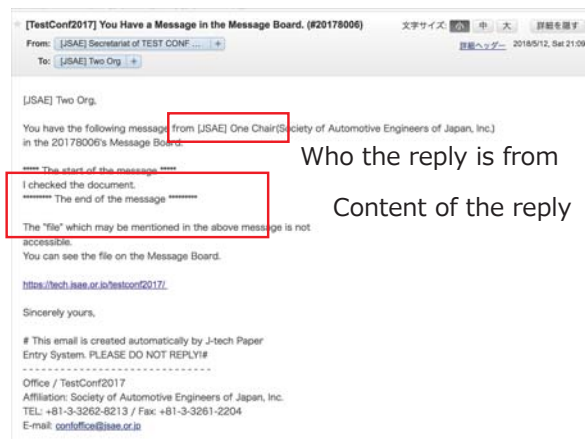 [TestConf2017] You Have a Message in the Message Board. (#20178006)
文字サイズ: 小 中 大 詳細を隠す
From: [JSAE] Secretariat of TEST CONF ...
詳細ヘッダー 2018/5/12, Sat 21:09
To: [JSAE] Two Org
[JSAE] Two Org,
You have the following message from [JSAE] One Chair(Society of Automotive Engineers of Japan, Inc.)
in the 20178006's Message Board.
Who the reply is from
***** The start of the message *****
I checked the document.
********* The end of the message *********
Content of the reply
The "file" which may be mentioned in the above message is not
accessible.
You can see the file on the Message Board.
https://tech.jsae.or.jp/testconf2017/
Sincerely yours,
# This email is created automatically by J-tech Paper
Entry System. PLEASE DO NOT REPLY!#
- - - - - - - - - - - - - - - - - - - - - - - - - - - - -
Office / TestConf2017
Affiliation: Society of Automotive Engineers of Japan, Inc.
TEL: +81-3-3262-8213 / Fax: +81-3-3261-2204
E-mail: confoffice@jsae.or.jp